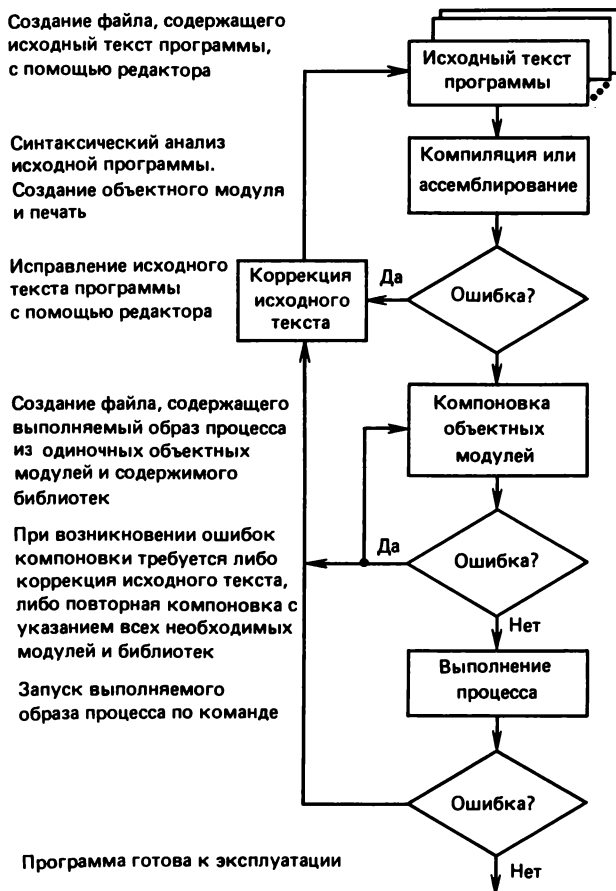 Создание файла, содержащего
исходный текст программы,
с помощью редактора
Исходный текст
программы
Синтаксический анализ
исходной программы.
Создание объектного модуля
и печать
Компиляция или
ассемблирование
Исправление исходного
текста программы
с помощью редактора
Коррекция
исходного
текста
Да
Ошибка?
Создание файла, содержащего
выполняемый образ процесса
из одиночных объектных
модулей и содержимого
библиотек
Компоновка
объектных
модулей
При возникновении ошибок
компоновки требуется либо
коррекция исходного текста,
либо повторная компоновка с
указанием всех необходимых
модулей и библиотек
Да
Ошибка?
Нет
Запуск выполняемого
образа процесса по команде
Выполнение
процесса
Ошибка?
Программа готова к эксплуатации
Нет